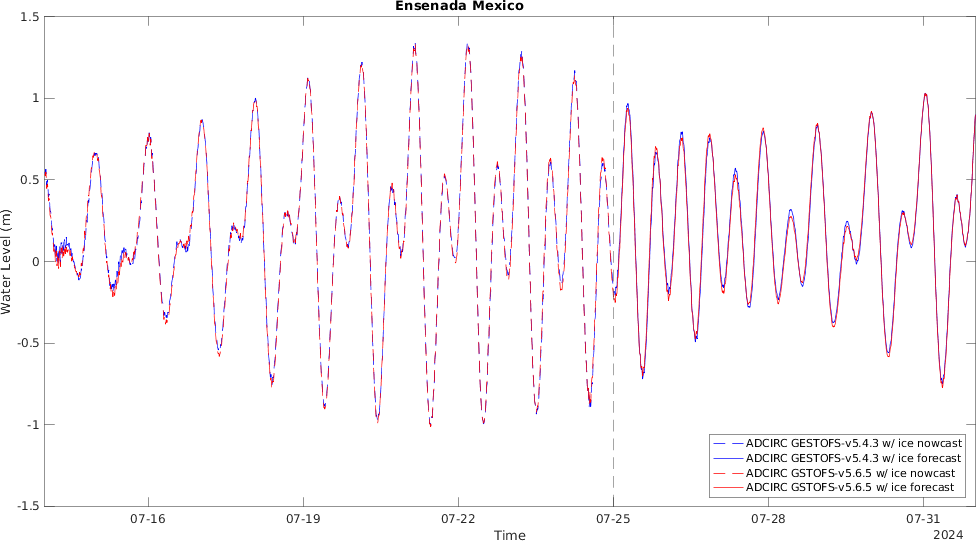 Ensenada Mexico
1.5
1
0.5
0
-0.5
-1
-1.5
Water Level (m)
07-16
07-19
07-22
07-25
07-28
07-31
Time
2024
ADCIRC GESTOFS-v5.4.3 w/ ice nowcast
ADCIRC GESTOFS-v5.4.3 w/ ice forecast
ADCIRC GSTOFS-v5.6.5 w/ ice nowcast
ADCIRC GSTOFS-v5.6.5 w/ ice forecast